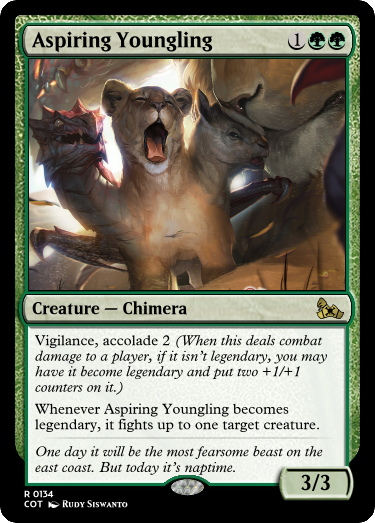 Aspiring Youngling 1
Creature — Chimera
Vigilance, accolade 2 (When this deals combat
damage to a player, if it isn't legendary, you may
have it become legendary and put two +1/+1
counters on it.)
Whenever Aspiring Youngling becomes
legendary, it fights up to one target creature.
One day it will be the most fearsome beast on the
east coast. But today it's naptime.
3/3
R 0134
COT Rudy Siswanto